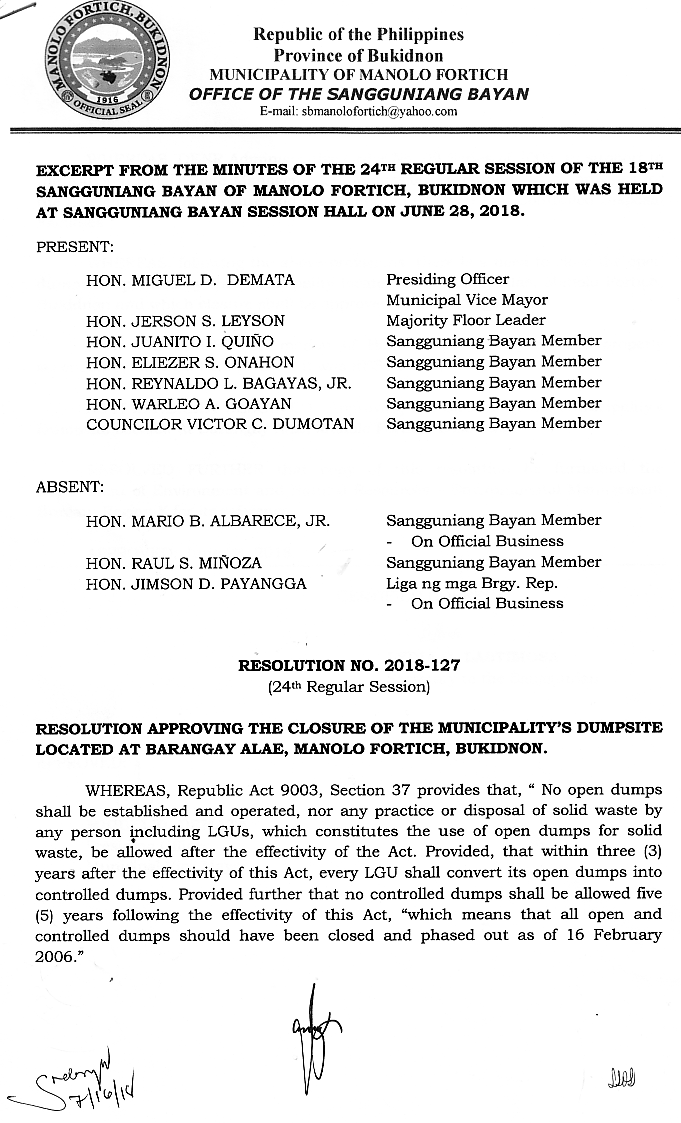 MANOLO FORTICH, BUKIDNON
1916
OFFICIAL SEAL
Republic of the Philippines
Province of Bukidnon
MUNICIPALITY OF MANOLO FORTICH
OFFICE OF THE SANGGUNIANG BAYAN
E-mail: sbmanolofortich@yahoo.com
EXCERPT FROM THE MINUTES OF THE 24TH REGULAR SESSION OF THE 18TH
SANGGUNIANG BAYAN OF MANOLO FORTICH, BUKIDNON WHICH WAS HELD
AT SANGGUNIANG BAYAN SESSION HALL ON JUNE 28, 2018.
PRESENT:
HON. MIGUEL D. DEMATA Presiding Officer
Municipal Vice Mayor
HON. JERSON S. LEYSON Majority Floor Leader
HON. JUANITO I. QUIÑO Sangguniang Bayan Member
HON. ELIEZER S. ONAHON Sangguniang Bayan Member
HON. REYNALDO L. BAGAYAS, JR. Sangguniang Bayan Member
HON. WARLEO A. GOAYAN Sangguniang Bayan Member
COUNCILOR VICTOR C. DUMOTAN Sangguniang Bayan Member
ABSENT:
HON. MARIO B. ALBARECE, JR. Sangguniang Bayan Member
- On Official Business
HON. RAUL S. MIÑOZA Sangguniang Bayan Member
HON. JIMSON D. PAYANGGA Liga ng mga Brgy. Rep.
- On Official Business
RESOLUTION NO. 2018-127
(24th Regular Session)
RESOLUTION APPROVING THE CLOSURE OF THE MUNICIPALITY'S DUMPSITE
LOCATED AT BARANGAY ALAE, MANOLO FORTICH, BUKIDNON.
WHEREAS, Republic Act 9003, Section 37 provides that, " No open dumps
shall be established and operated, nor any practice or disposal of solid waste by
any person including LGUs, which constitutes the use of open dumps for solid
waste, be allowed after the effectivity of the Act. Provided, that within three (3)
years after the effectivity of this Act, every LGU shall convert its open dumps into
controlled dumps. Provided further that no controlled dumps shall be allowed five
(5) years following the effectivity of this Act, "which means that all open and
controlled dumps should have been closed and phased out as of 16 February
2006."